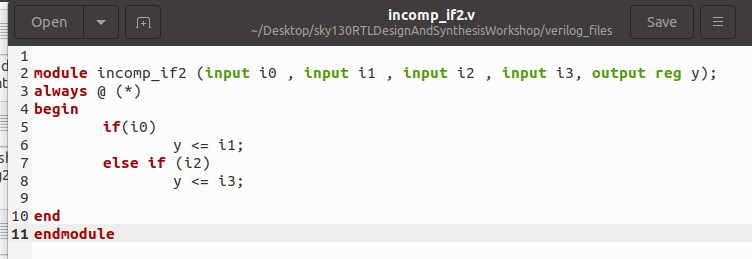 Open
incomp_if2.v
~/Desktop/sky130RTLDesignAndSynthesisWorkshop/verilog_files
Save
1
2 module incomp_if2 (input i0 , input i1 , input i2 , input i3, output reg y);
3 always @ (*)
4 begin
5 if(i0)
6 y <= i1;
7 else if (i2)
8 y <= i3;
9
10 end
11 endmodule